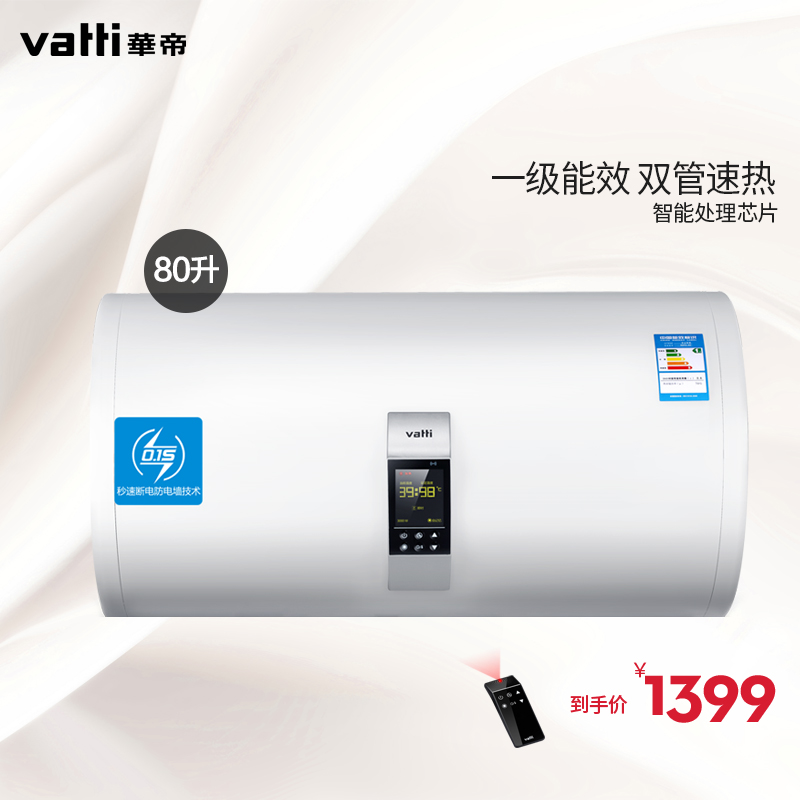 vatti華帝
一级能效 双管速热
智能处理芯片
80升
0.1S
秒速断电防电墙技术
vatti
39:98 °C
到手价
¥1399
vatti